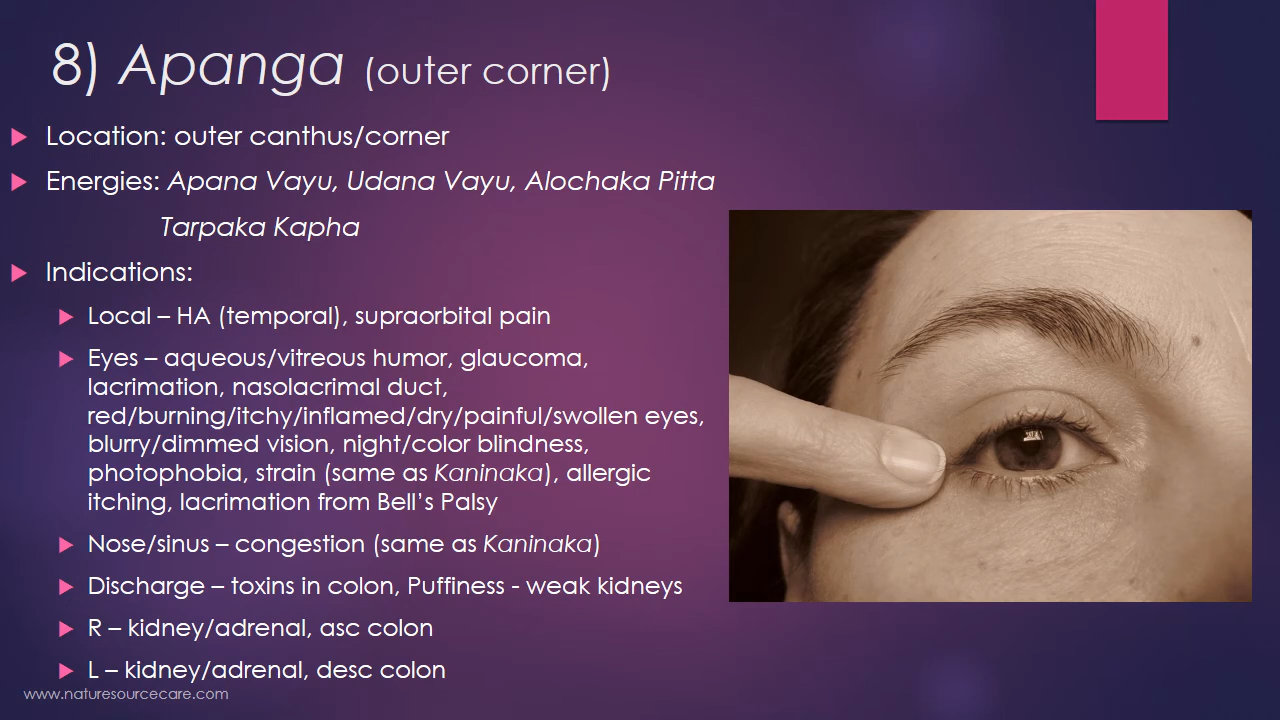 8) Apanga (outer corner)
Location: outer canthus/corner
Energies: Apana Vayu, Udana Vayu, Alochaka Pitta
Tarpaka Kapha
Indications:
Local – HA (temporal), supraorbital pain
Eyes – aqueous/vitreous humor, glaucoma,
lacrimation, nasolacrimal duct,
red/burning/itchy/inflamed/dry/painful/swollen eyes,
blurry/dimmed vision, night/color blindness,
photophobia, strain (same as Kaninaka), allergic
itching, lacrimation from Bell’s Palsy
Nose/sinus – congestion (same as Kaninaka)
Discharge – toxins in colon, Puffiness - weak kidneys
R – kidney/adrenal, asc colon
L – kidney/adrenal, desc colon
www.naturesourcecare.com